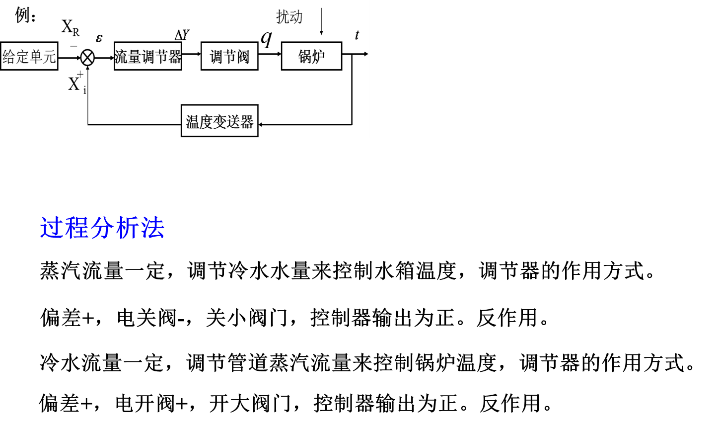 例：
扰动
X_R
−
ε
ΔY
q
t
给定单元
流量调节器
调节阀
锅炉
+
X_i
温度变送器
过程分析法
蒸汽流量一定，调节冷水水量来控制水箱温度，调节器的作用方式。
偏差+，电关阀-，关小阀门，控制器输出为正。反作用。
冷水流量一定，调节管道蒸汽流量来控制锅炉温度，调节器的作用方式。
偏差+，电开阀+，开大阀门，控制器输出为正。反作用。